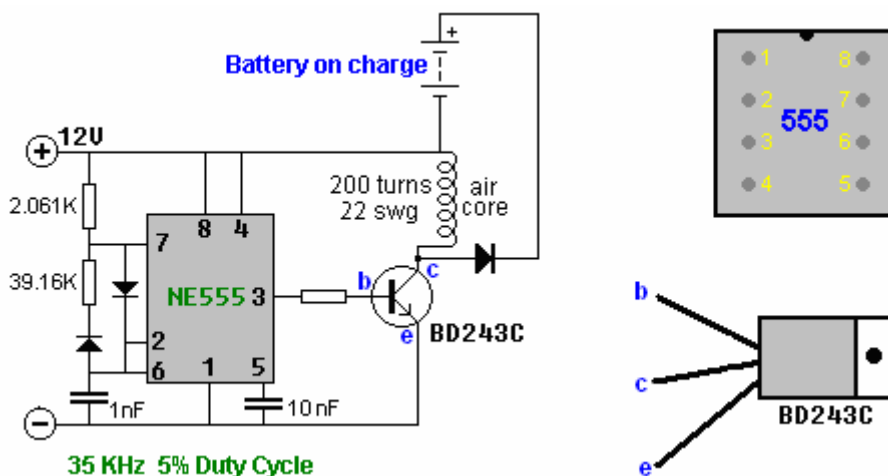 +
Battery on charge
12V
+
1 8
2 7
555
3 6
4 5
200 turns
22 swg
air
core
2.061K
8 4
7
39.16K
NE555 3
b
c
e
BD243C
2
6
1 5
1nF
10nF
-
35 KHz 5% Duty Cycle
b
c
e
BD243C